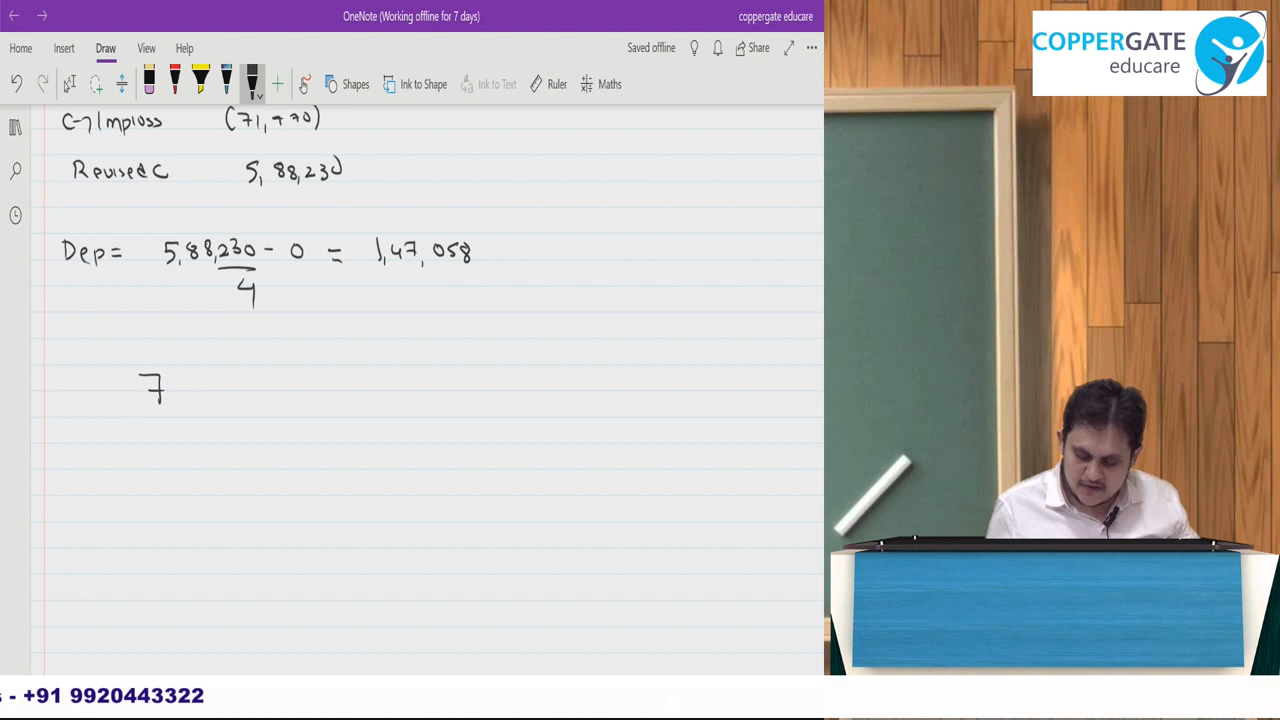 OneNote (Working offline for 7 days)
coppergate educare
Home Insert Draw View Help
Saved offline Share
Shapes Ink to Shape Ink to Text Ruler Maths
COPPERGATE
educare
(-) Imploss (71,770)
Revised C 5,88,230
Dep = 5,88,230 - 0 = 1,47,058
4
7
s - +91 9920443322